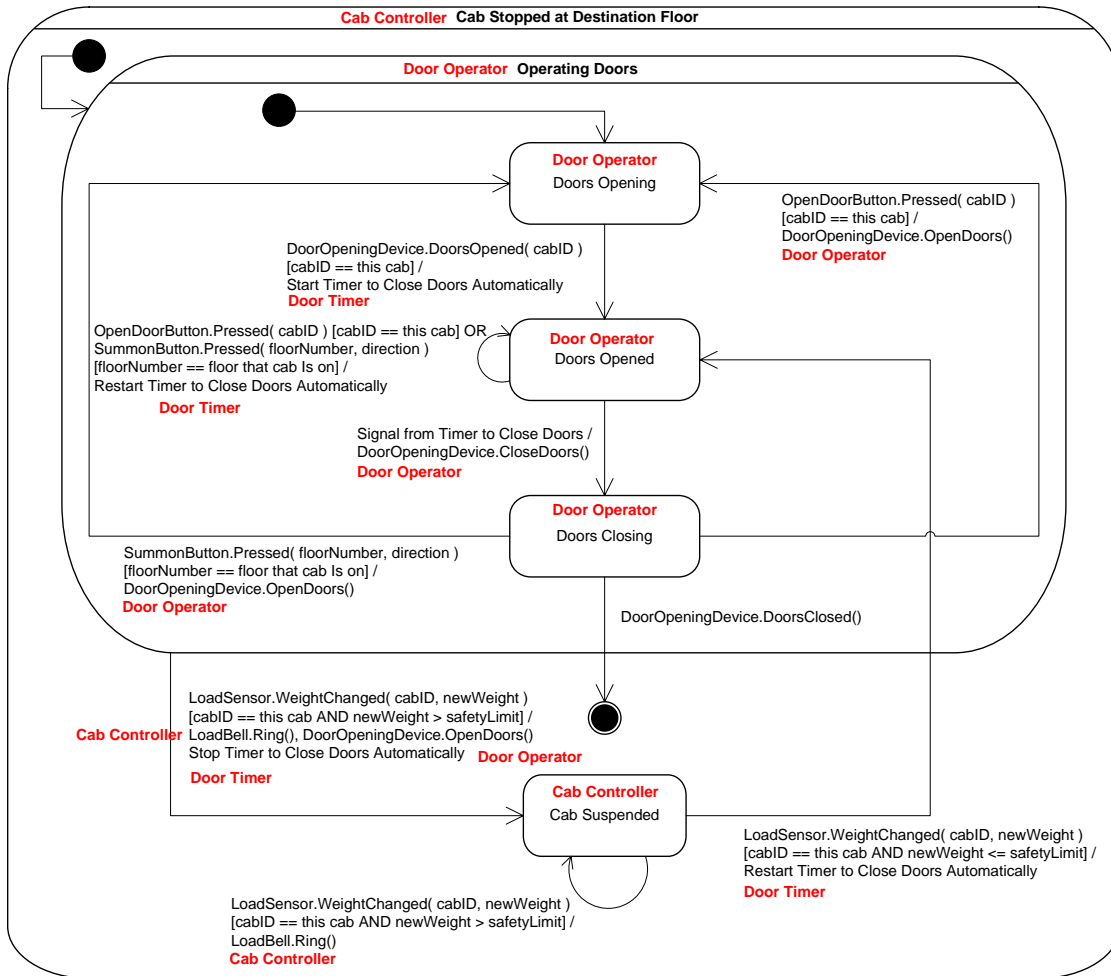 Cab Controller Cab Stopped at Destination Floor
Door Operator Operating Doors
Door Operator
Doors Opening
OpenDoorButton.Pressed( cabID )
[cabID == this cab] /
DoorOpeningDevice.OpenDoors()
Door Operator
DoorOpeningDevice.DoorsOpened( cabID )
[cabID == this cab] /
Start Timer to Close Doors Automatically
Door Timer
OpenDoorButton.Pressed( cabID ) [cabID == this cab] OR
SummonButton.Pressed( floorNumber, direction )
[floorNumber == floor that cab Is on] /
Restart Timer to Close Doors Automatically
Door Timer
Door Operator
Doors Opened
Signal from Timer to Close Doors /
DoorOpeningDevice.CloseDoors()
Door Operator
Door Operator
Doors Closing
SummonButton.Pressed( floorNumber, direction )
[floorNumber == floor that cab Is on] /
DoorOpeningDevice.OpenDoors()
Door Operator
DoorOpeningDevice.DoorsClosed()
LoadSensor.WeightChanged( cabID, newWeight )
[cabID == this cab AND newWeight > safetyLimit] /
Cab Controller LoadBell.Ring(), DoorOpeningDevice.OpenDoors()
Stop Timer to Close Doors Automatically Door Operator
Door Timer
Cab Controller
Cab Suspended
LoadSensor.WeightChanged( cabID, newWeight )
[cabID == this cab AND newWeight <= safetyLimit] /
Restart Timer to Close Doors Automatically
Door Timer
LoadSensor.WeightChanged( cabID, newWeight )
[cabID == this cab AND newWeight > safetyLimit] /
LoadBell.Ring()
Cab Controller